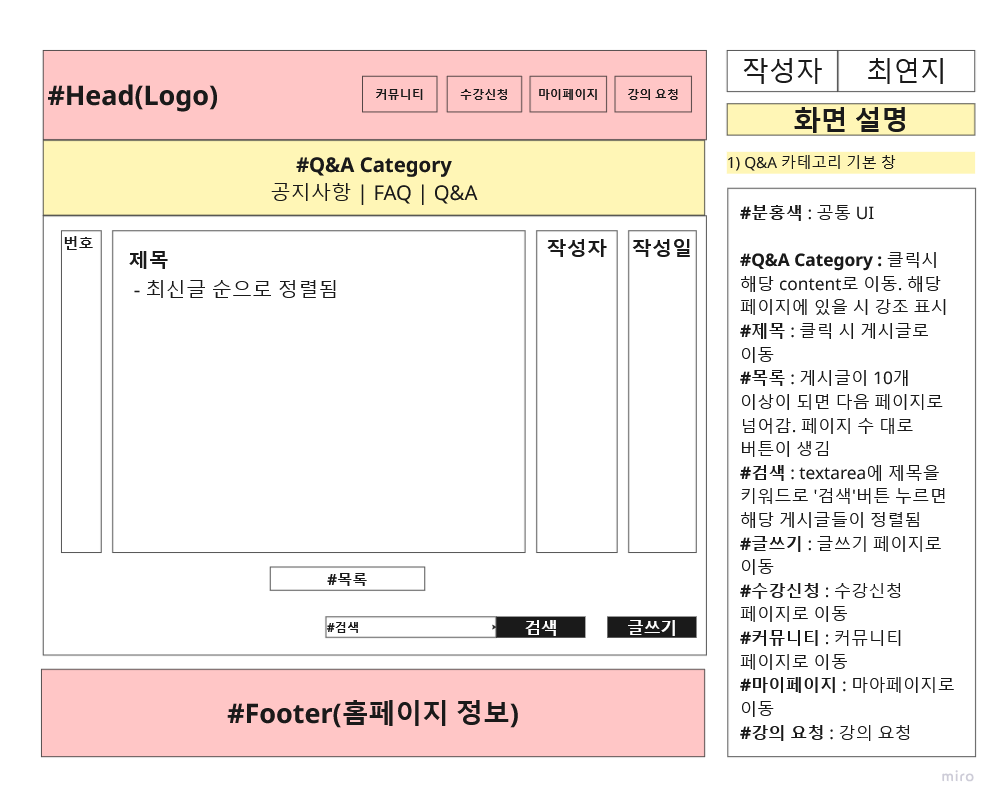 #Head(Logo)
커뮤니티
수강신청
마이페이지
강의 요청
#Q&A Category
공지사항 | FAQ | Q&A
번호
제목
- 최신글 순으로 정렬됨
작성자
작성일
#목록
#검색
검색
글쓰기
#Footer(홈페이지 정보)
작성자
최연지
화면 설명
1) Q&A 카테고리 기본 창
#분홍색 : 공통 UI
#Q&A Category : 클릭시
해당 content로 이동. 해당
페이지에 있을 시 강조 표시
#제목 : 클릭 시 게시글로
이동
#목록 : 게시글이 10개
이상이 되면 다음 페이지로
넘어감. 페이지 수 대로
버튼이 생김
#검색 : textarea에 제목을
키워드로 '검색'버튼 누르면
해당 게시글들이 정렬됨
#글쓰기 : 글쓰기 페이지로
이동
#수강신청 : 수강신청
페이지로 이동
#커뮤니티 : 커뮤니티
페이지로 이동
#마이페이지 : 마아페이지로
이동
#강의 요청 : 강의 요청
miro